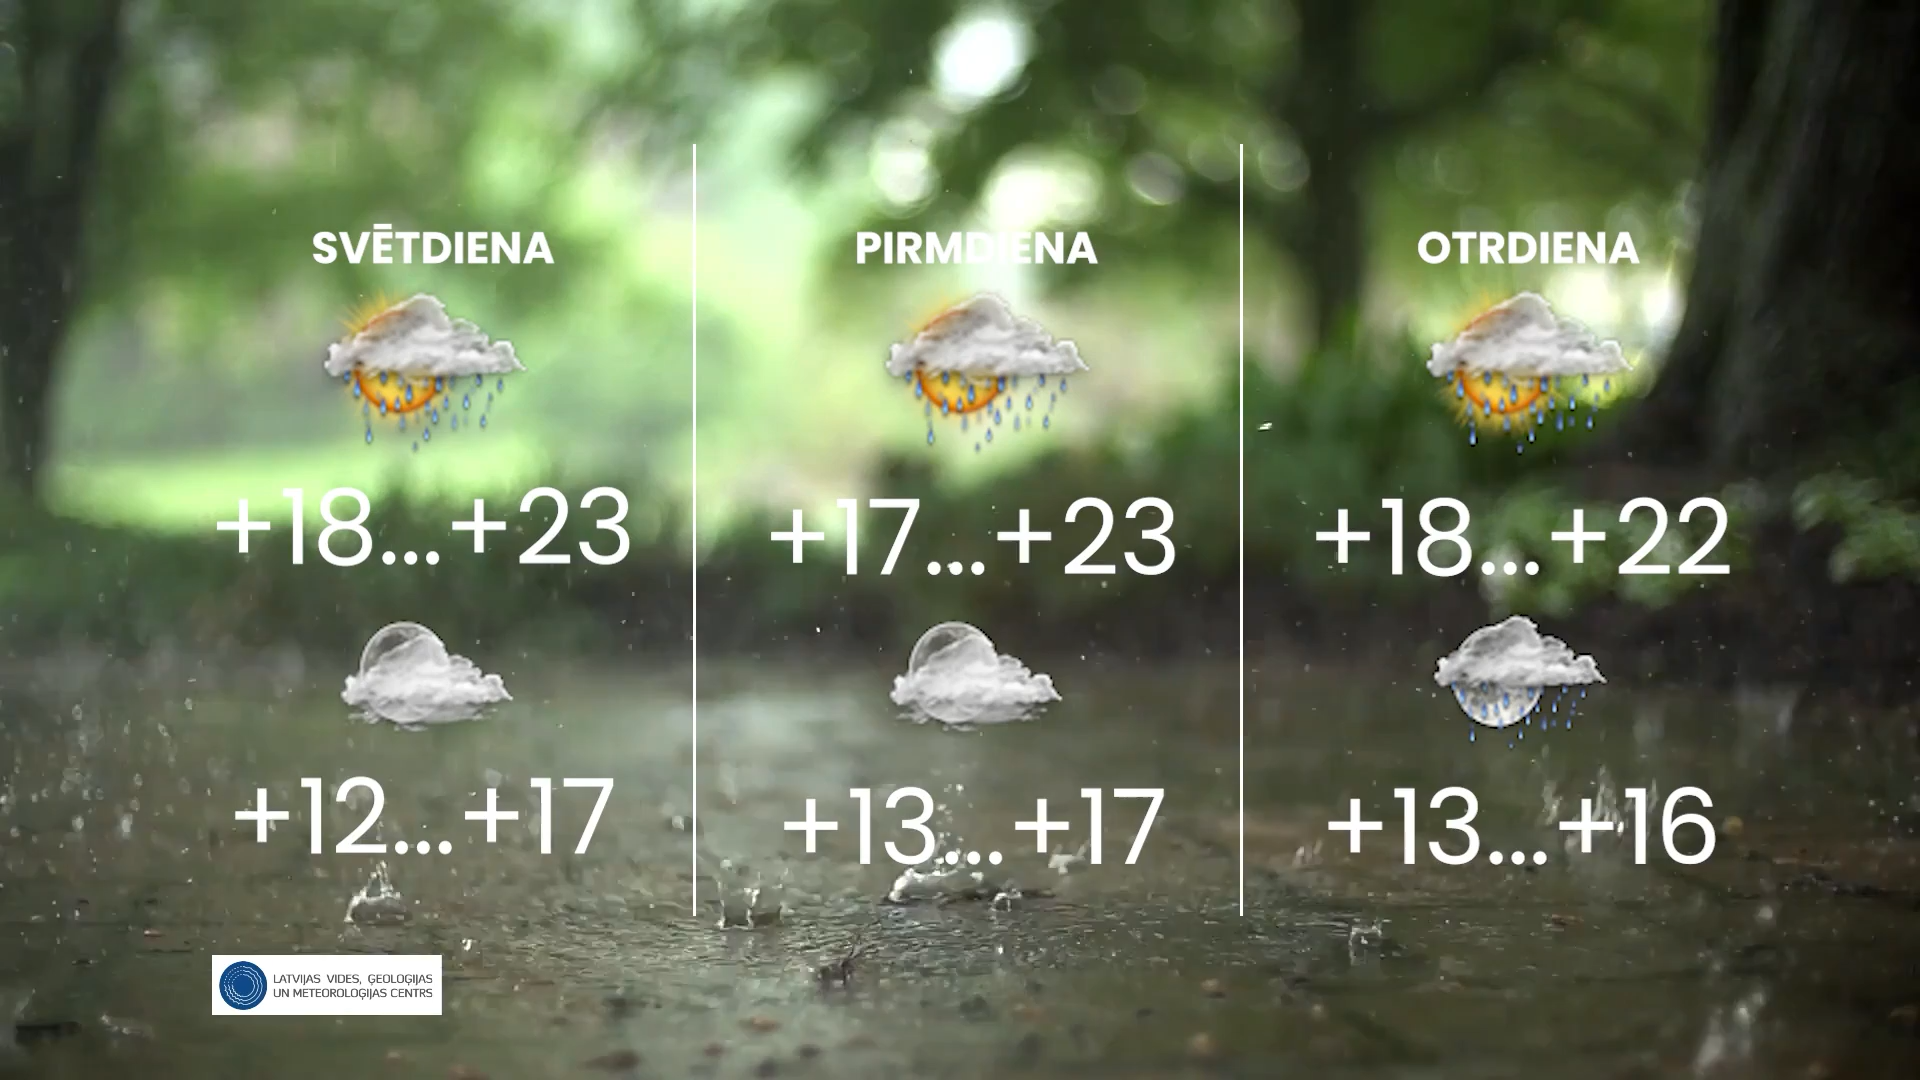 SVĒTDIENA
+18...+23
+12...+17
PIRMDIENA
+17...+23
+13...+17
OTRDIENA
+18...+22
+13...+16
LATVIJAS VIDES, ĢEOLOĢIJAS
UN METEOROLOĢIJAS CENTRS